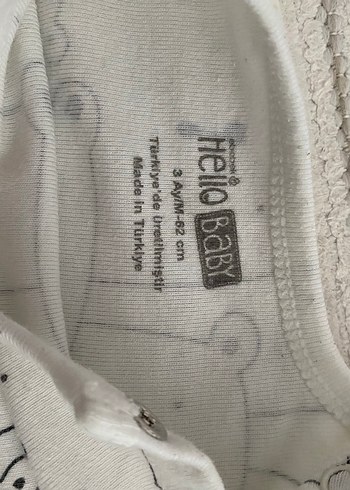 Hello BaBY
3 Ay/M-62 cm
Türkiye'de üretilmiştir
Made in Türkiye